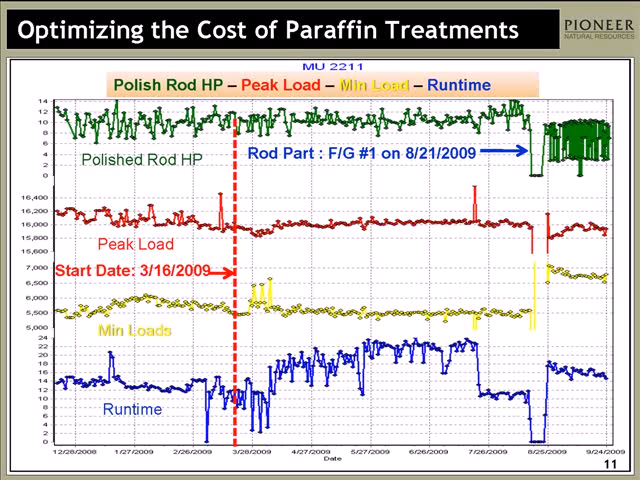 Optimizing the Cost of Paraffin Treatments
PIONEER
NATURAL RESOURCES
MU 2211
Polish Rod HP – Peak Load – Min Load – Runtime
14
12
10
8
6
4
2
0
Polished Rod HP
Rod Part : F/G #1 on 8/21/2009
16,400
16,200
16,000
15,800
15,600
Peak Load
Start Date: 3/16/2009
7,000
6,500
6,000
5,500
5,000
Min Loads
24
22
20
18
16
14
12
10
8
6
4
2
0
Runtime
12/28/2008 1/27/2009 2/26/2009 3/28/2009 4/27/2009 5/27/2009 6/26/2009 7/26/2009 8/25/2009 9/24/2009
Date
11